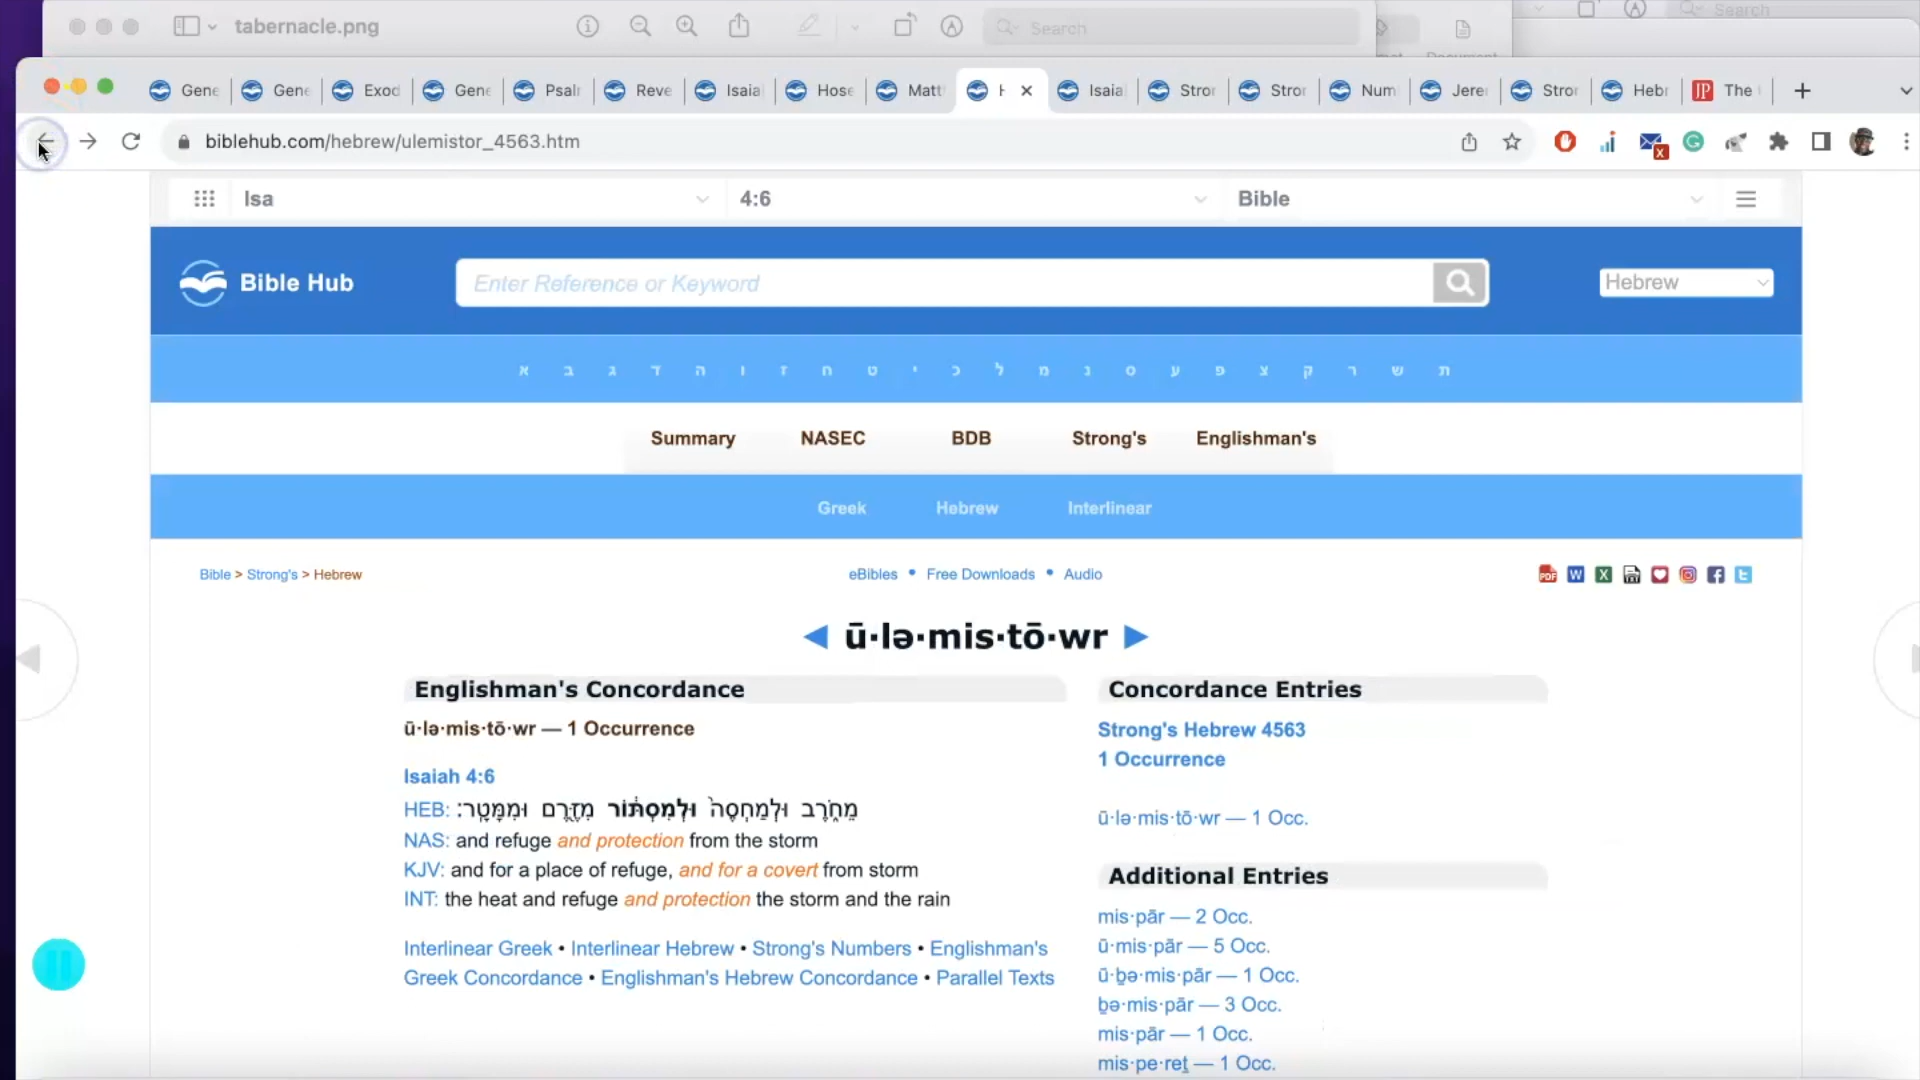 tabernacle.png
Search
Search
Gene
Gene
Exod
Gene
Psalr
Reve
Isaia
Hose
Matt
Isaia
Stror
Stror
Num
Jere
Stror
Hebr
The
biblehub.com/hebrew/ulemistor_4563.htm
Isa 4:6 Bible
Bible Hub
Enter Reference or Keyword
Hebrew
א ב ג ד ה ו ז ח ט י כ ל מ נ ס ע פ צ ק ר ש ת
Summary NASEC BDB Strong's Englishman's
Greek Hebrew Interlinear
Bible > Strong's > Hebrew
eBibles • Free Downloads • Audio
◄ ū·lə·mis·tō·wr ►
Englishman's Concordance
ū·lə·mis·tō·wr — 1 Occurrence
Isaiah 4:6
HEB: מֵחֹ֑רֶב וּלְמַחְסֶה֙ וּלְמִסְתּ֔וֹר מִזֶּ֖רֶם וּמִמָּטָֽר׃
NAS: and refuge and protection from the storm
KJV: and for a place of refuge, and for a covert from storm
INT: the heat and refuge and protection the storm and the rain
Interlinear Greek • Interlinear Hebrew • Strong's Numbers • Englishman's
Greek Concordance • Englishman's Hebrew Concordance • Parallel Texts
Concordance Entries
Strong's Hebrew 4563
1 Occurrence
ū·lə·mis·tō·wr — 1 Occ.
Additional Entries
mis·pār — 2 Occ.
ū·mis·pār — 5 Occ.
ū·ḇə·mis·pār — 1 Occ.
bə·mis·pār — 3 Occ.
mis·pār — 1 Occ.
mis·pe·reṯ — 1 Occ.